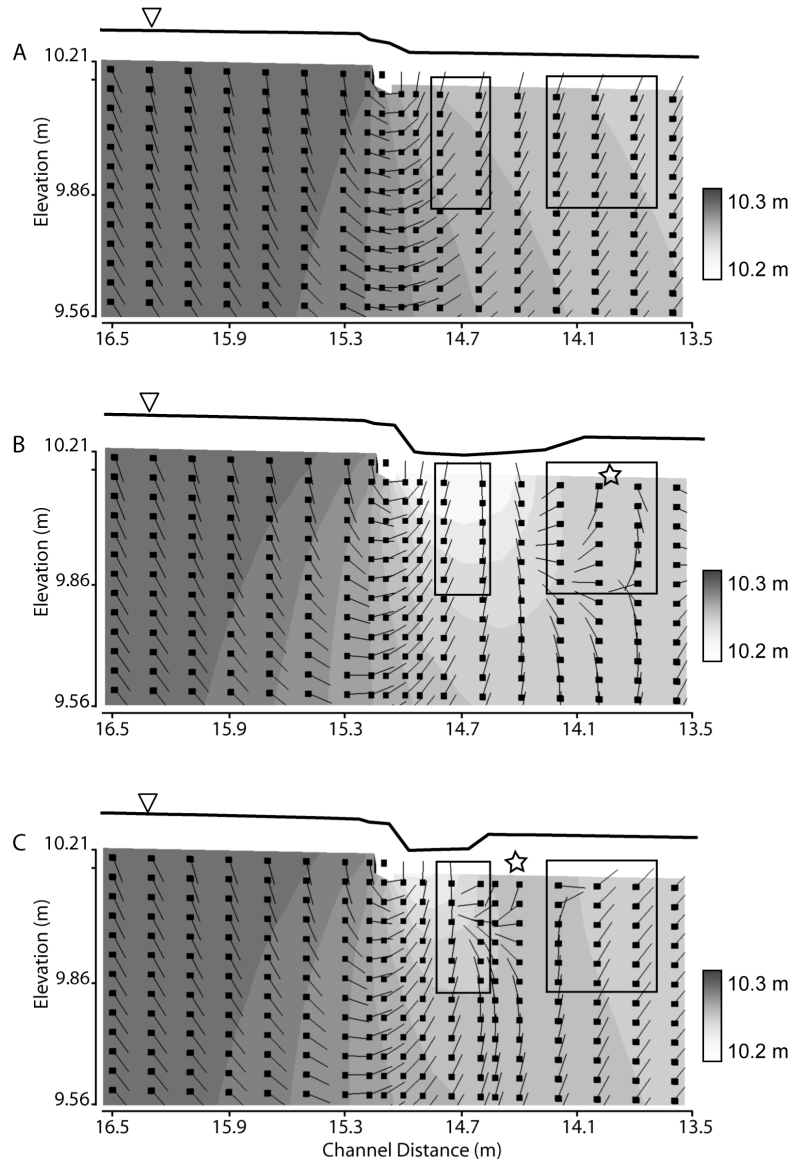 A
10.21
9.86
9.56
Elevation (m)
10.3 m
10.2 m
16.5 15.9 15.3 14.7 14.1 13.5
B
10.21
9.86
9.56
Elevation (m)
10.3 m
10.2 m
16.5 15.9 15.3 14.7 14.1 13.5
C
10.21
9.86
9.56
Elevation (m)
10.3 m
10.2 m
16.5 15.9 15.3 14.7 14.1 13.5
Channel Distance (m)